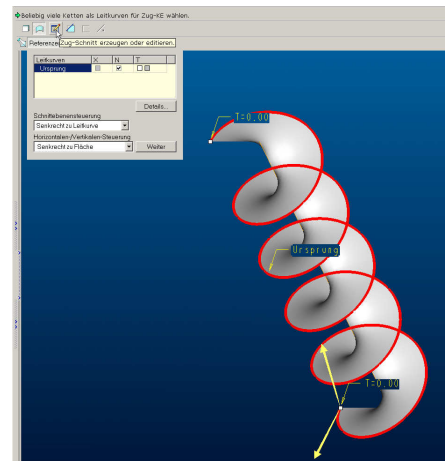 Beliebig viele Ketten als Leitkurven für Zug-KE wählen.
Referenze
Zug-Schnitt erzeugen oder editieren.
Leitkurven X N T
Ursprung
Details...
Schnittebenensteuerung
Senkrecht zu Leitkurve
Horizontalen-/Vertikalen-Steuerung
Senkrecht zu Fläche
Weiter
T=0.00
Ursprung
T=0.00